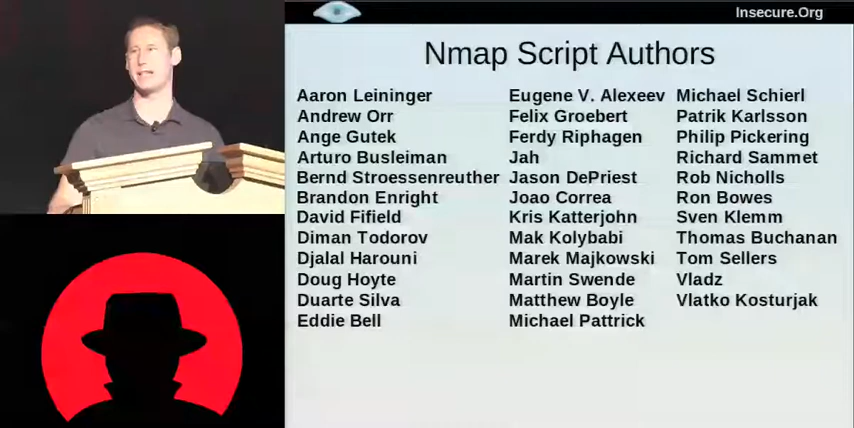 Insecure.Org
Nmap Script Authors
Aaron Leininger
Andrew Orr
Ange Gutek
Arturo Busleiman
Bernd Stroessenreuther
Brandon Enright
David Fifield
Diman Todorov
Djalal Harouni
Doug Hoyte
Duarte Silva
Eddie Bell
Eugene V. Alexeev
Felix Groebert
Ferdy Riphagen
Jah
Jason DePriest
Joao Correa
Kris Katterjohn
Mak Kolybabi
Marek Majkowski
Martin Swende
Matthew Boyle
Michael Pattrick
Michael Schierl
Patrik Karlsson
Philip Pickering
Richard Sammet
Rob Nicholls
Ron Bowes
Sven Klemm
Thomas Buchanan
Tom Sellers
Vladz
Vlatko Kosturjak